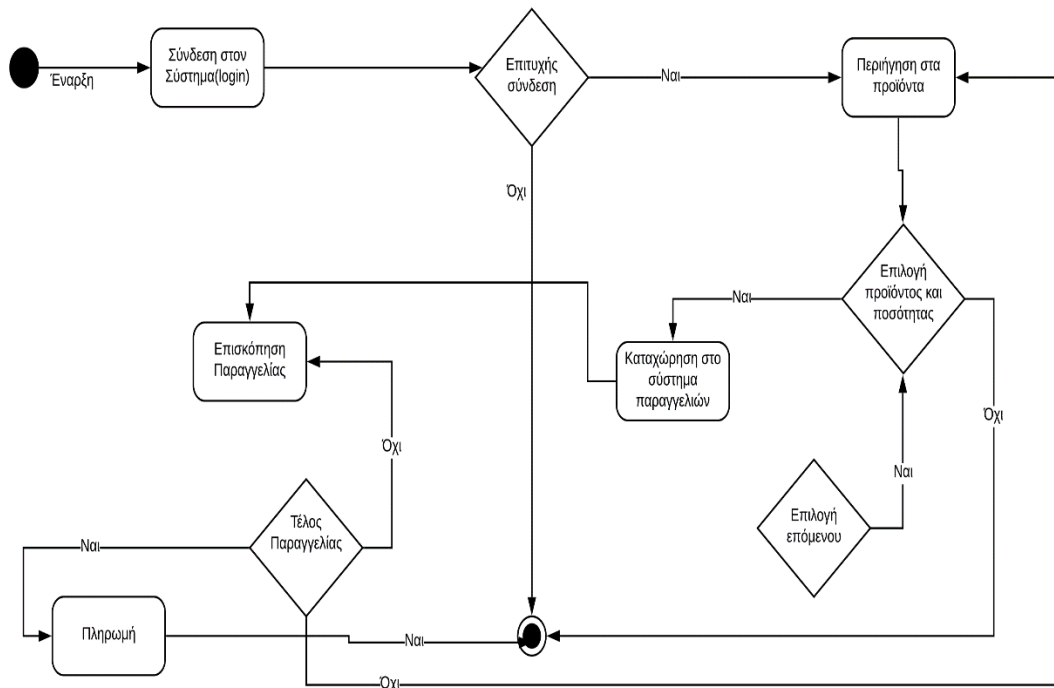 Έναρξη
Σύνδεση στον
Σύστημα(login)
Επιτυχής
σύνδεση
Ναι
Περιήγηση στα
προϊόντα
Όχι
Επιλογή
προϊόντος και
ποσότητας
Ναι
Όχι
Καταχώρηση στο
σύστημα
παραγγελιών
Επισκόπηση
Παραγγελίας
Όχι
Ναι
Επιλογή
επόμενου
Τέλος
Παραγγελίας
Ναι
Πληρωμή
Ναι
Όχι